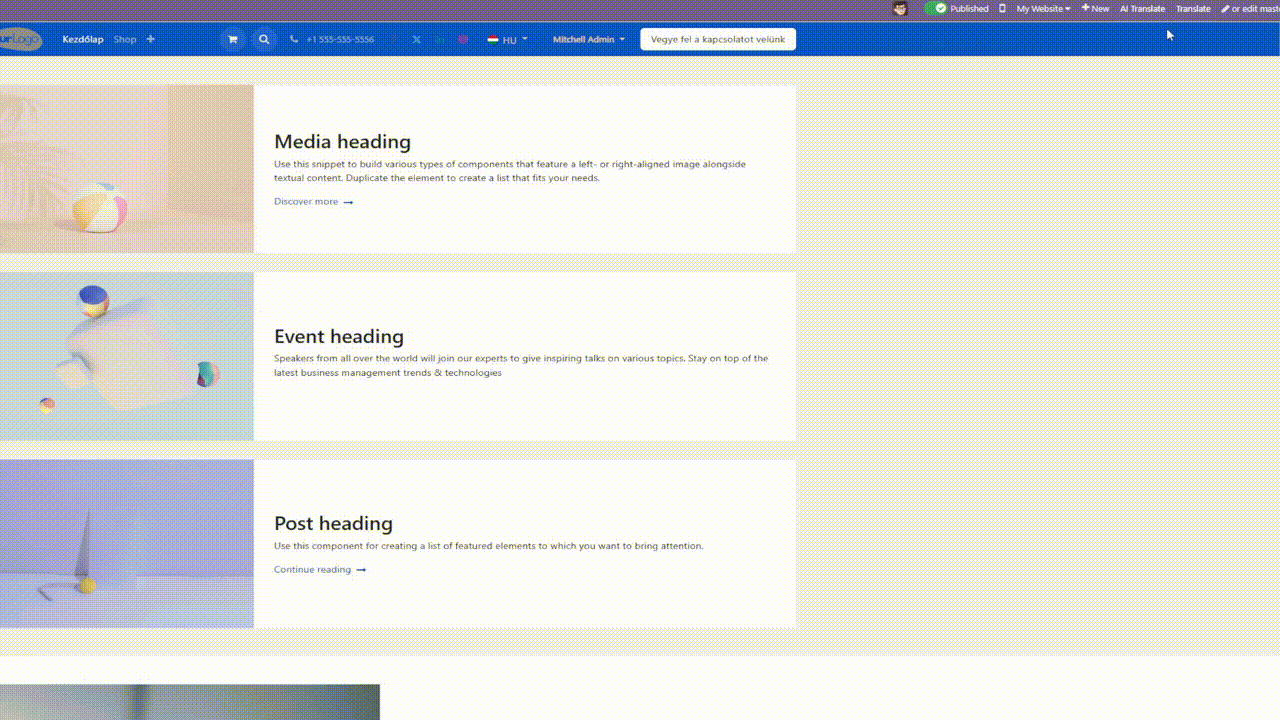 Published My Website + New AI Translate Translate or edit
Logo Kezdőlap Shop + +1 555-555-5556 HU Mitchell Admin Vegye fel a kapcsolatot velünk
Media heading
Use this snippet to build various types of components that feature a left- or right-aligned image alongside
textual content. Duplicate the element to create a list that fits your needs.
Discover more →
Event heading
Speakers from all over the world will join our experts to give inspiring talks on various topics. Stay on top of the
latest business management trends & technologies
Post heading
Use this component for creating a list of featured elements to which you want to bring attention.
Continue reading →